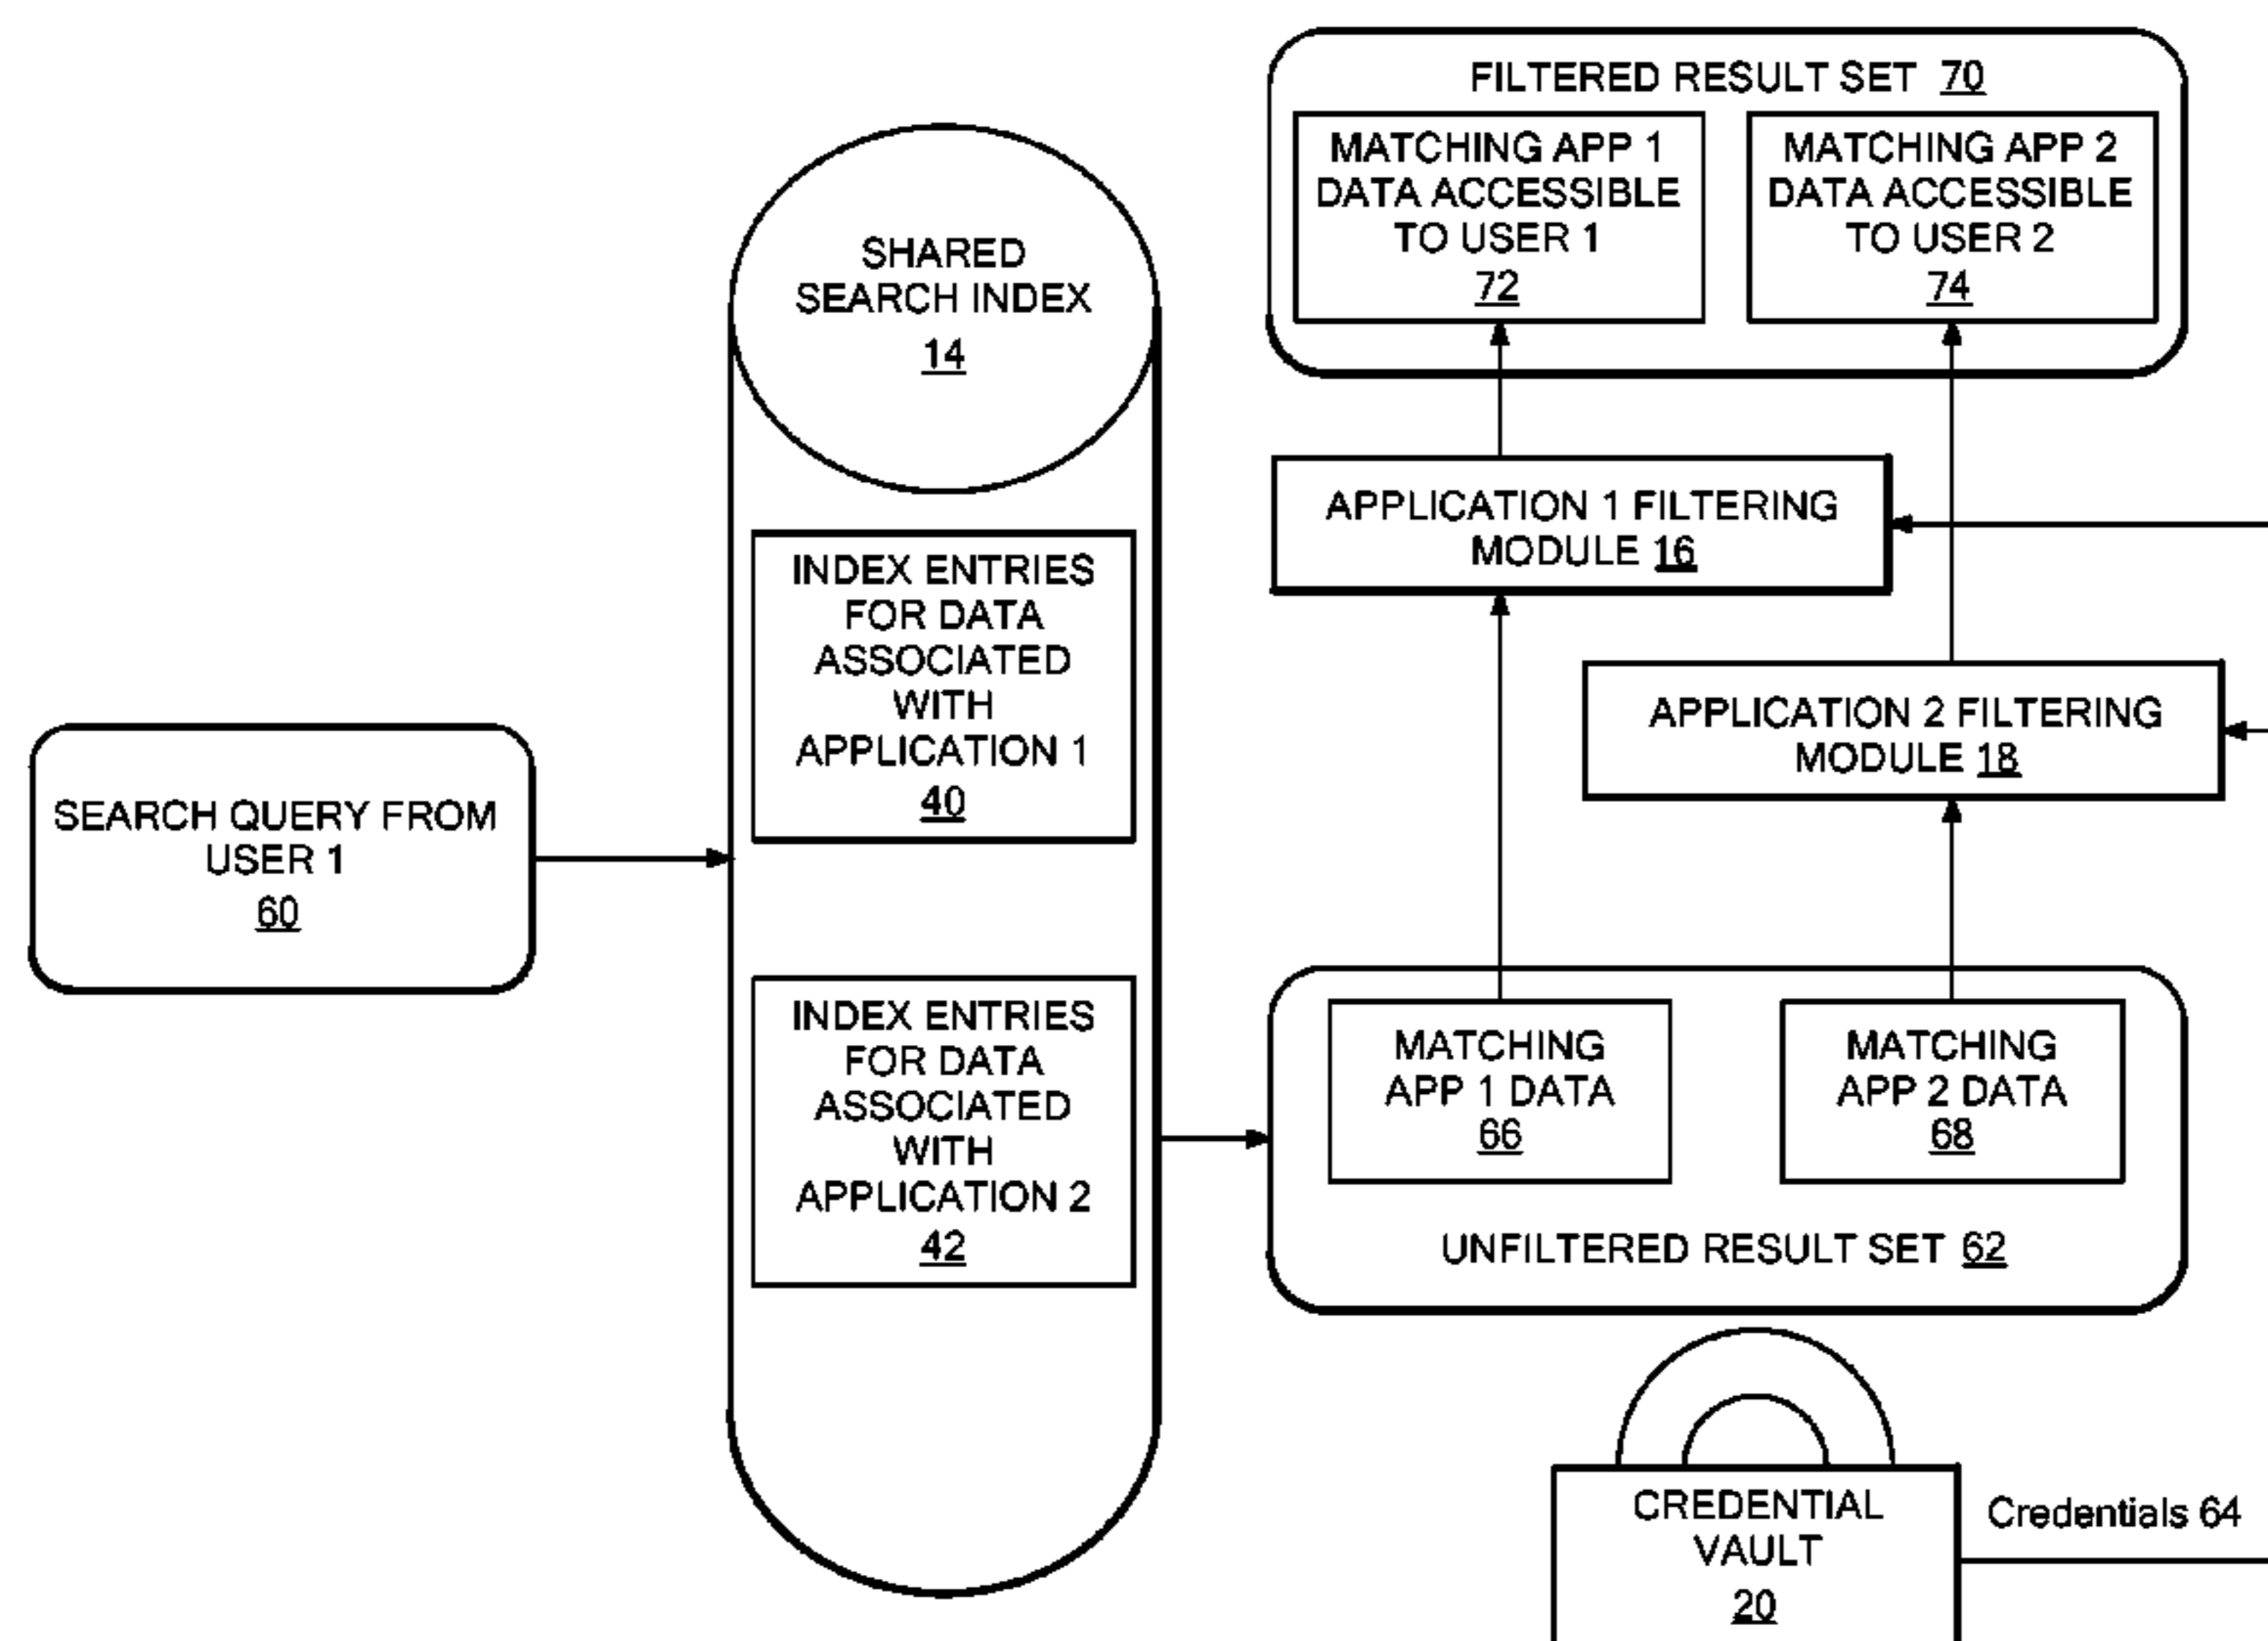 FILTERED RESULT SET 70
MATCHING APP 1
DATA ACCESSIBLE
TO USER 1
72
MATCHING APP 2
DATA ACCESSIBLE
TO USER 2
74
SHARED
SEARCH INDEX
14
APPLICATION 1 FILTERING
MODULE 16
INDEX ENTRIES
FOR DATA
ASSOCIATED
WITH
APPLICATION 1
40
APPLICATION 2 FILTERING
MODULE 18
SEARCH QUERY FROM
USER 1
60
INDEX ENTRIES
FOR DATA
ASSOCIATED
WITH
APPLICATION 2
42
MATCHING
APP 1 DATA
66
MATCHING
APP 2 DATA
68
UNFILTERED RESULT SET 62
CREDENTIAL
VAULT
20
Credentials 64